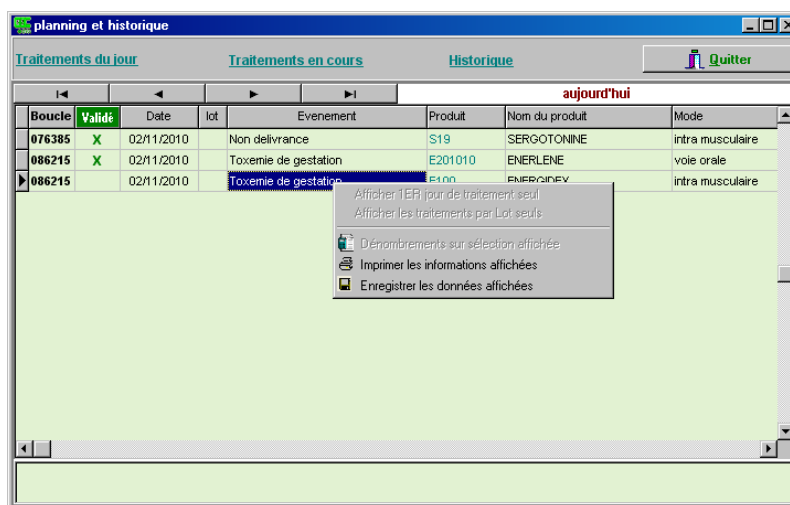 planning et historique
Traitements du jour Traitements en cours Historique Quitter
aujourd'hui
Boucle Validé Date lot Evenement Produit Nom du produit Mode
076385 X 02/11/2010 Non delivrance S19 SERGOTONINE intra musculaire
086215 X 02/11/2010 Toxemie de gestation E201010 ENERLENE voie orale
086215 02/11/2010 Toxemie de gestation E100 ENERGIDEX intra musculaire
Afficher 1ER jour de traitement seul
Afficher les traitements par Lot seuls
Dénombrements sur sélection affichée
Imprimer les informations affichées
Enregistrer les données affichées